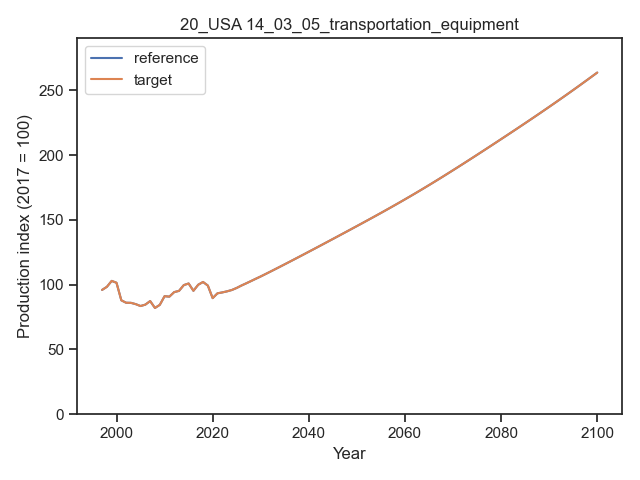 20_USA 14_03_05_transportation_equipment
reference
target
Production index (2017 = 100)
250
200
150
100
50
0
2000 2020 2040 2060 2080 2100
Year